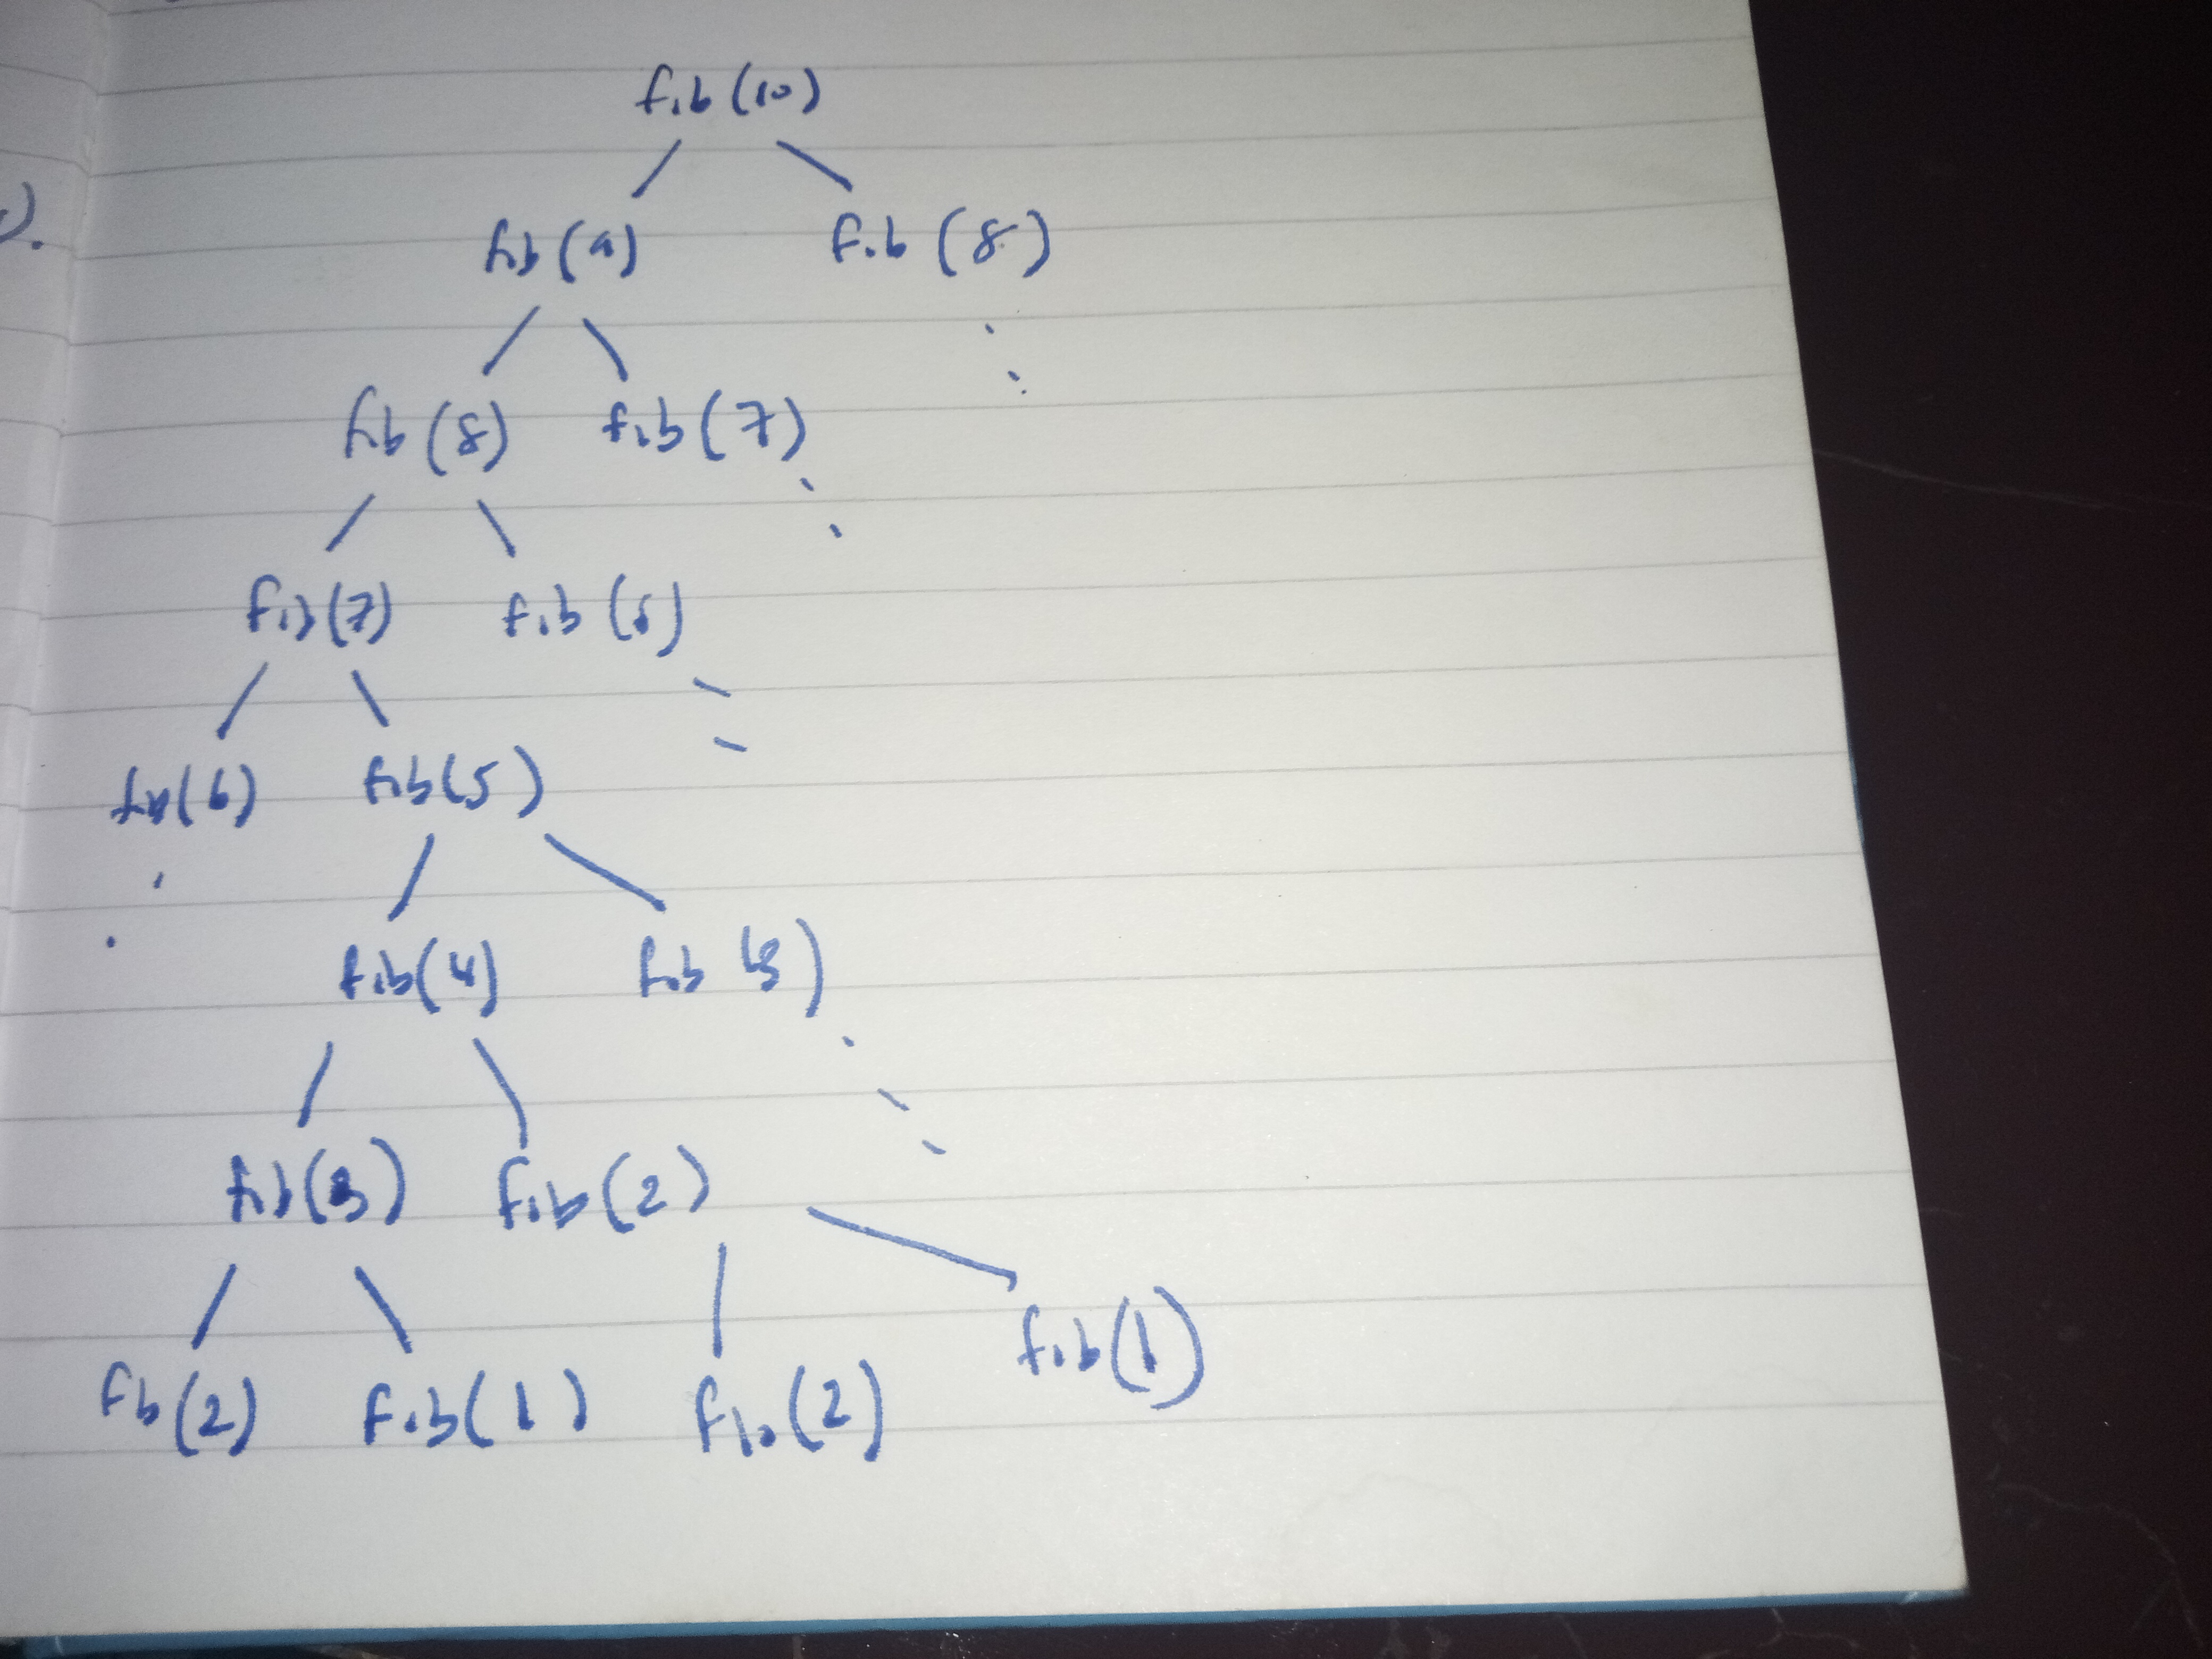 ).
fib(10)
fib(9) fib(8)
fib(8) fib(7)
fib(7) fib(6)
fib(6) fib(5)
fib(4) fib(3)
fib(3) fib(2)
fib(1)
fb(2) fib(1) fib(2)